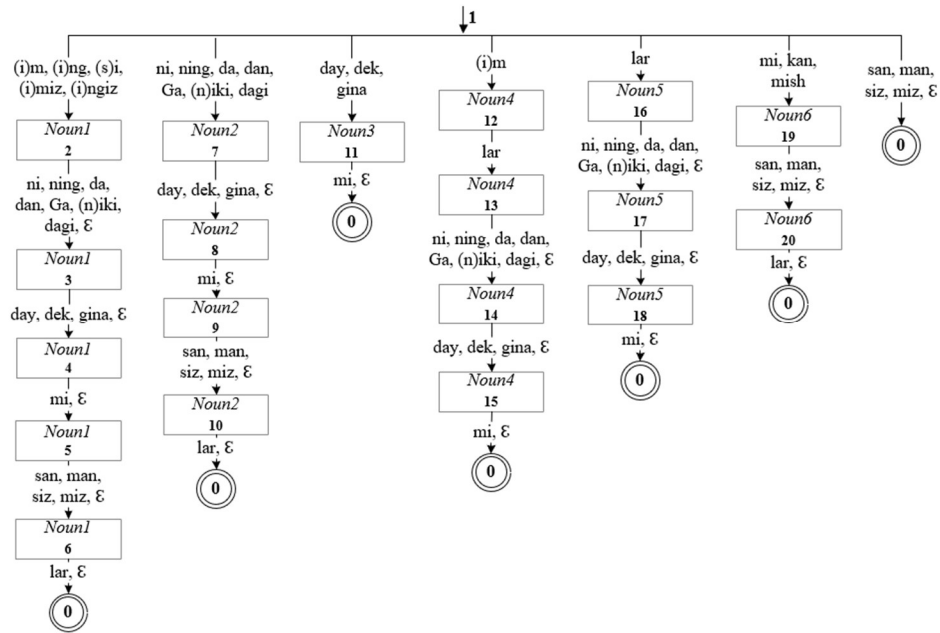 1
(i)m, (i)ng, (s)i,
(i)miz, (i)ngiz
Noun1
2
ni, ning, da,
dan, Ga, (n)iki,
dagi, Ɛ
Noun1
3
day, dek, gina, Ɛ
Noun1
4
mi, Ɛ
Noun1
5
san, man,
siz, miz, Ɛ
Noun1
6
lar, Ɛ
0
ni, ning, da, dan,
Ga, (n)iki, dagi
Noun2
7
day, dek, gina, Ɛ
Noun2
8
mi, Ɛ
Noun2
9
san, man,
siz, miz, Ɛ
Noun2
10
lar, Ɛ
0
day, dek,
gina
Noun3
11
mi, Ɛ
0
(i)m
Noun4
12
lar
Noun4
13
ni, ning, da, dan,
Ga, (n)iki, dagi, Ɛ
Noun4
14
day, dek, gina, Ɛ
Noun4
15
mi, Ɛ
0
lar
Noun5
16
ni, ning, da, dan,
Ga, (n)iki, dagi, Ɛ
Noun5
17
day, dek, gina, Ɛ
Noun5
18
mi, Ɛ
0
mi, kan,
mish
Noun6
19
san, man,
siz, miz, Ɛ
Noun6
20
lar, Ɛ
0
san, man,
siz, miz, Ɛ
0